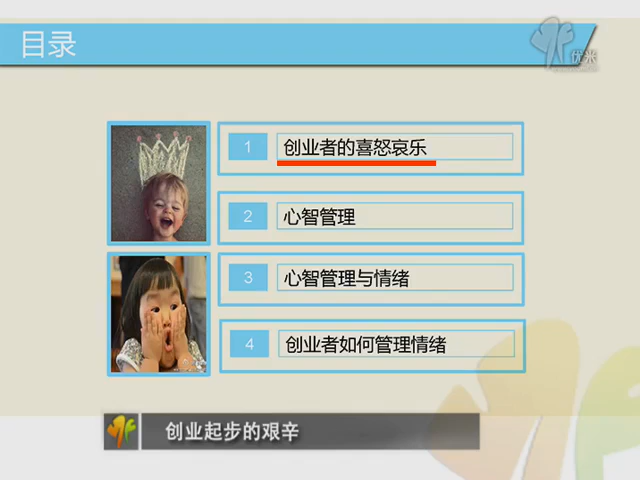 目录
优米
1 创业者的喜怒哀乐
2 心智管理
3 心智管理与情绪
4 创业者如何管理情绪
创业起步的艰辛